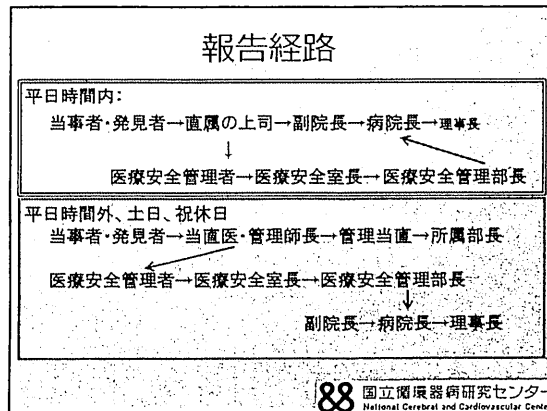 報告経路
平日時間内:
当事者・発見者→直属の上司→副院長→病院長→理事長
↓
医療安全管理者→医療安全室長→医療安全管理部長
平日時間外、土日、祝休日
当事者・発見者→当直医・管理師長→管理当直→所属部長
医療安全管理者→医療安全室長→医療安全管理部長
↓
副院長→病院長→理事長
国立循環器病研究センター
National Cerebral and Cardiovascular Center